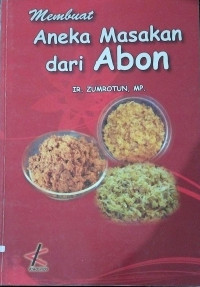 Membuat
Aneka Masakan
dari Abon
IR. ZUMROTUN, MP.